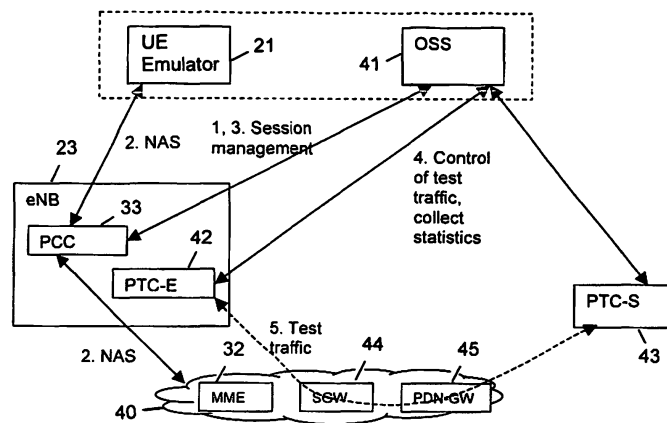 UE
Emulator
21
OSS
41
2. NAS
1, 3. Session
management
4. Control
of test
traffic,
collect
statistics
23
eNB
33
PCC
42
PTC-E
PTC-S
43
5. Test
traffic
2. NAS
32
44
45
MME
SGW
PDN-GW
40